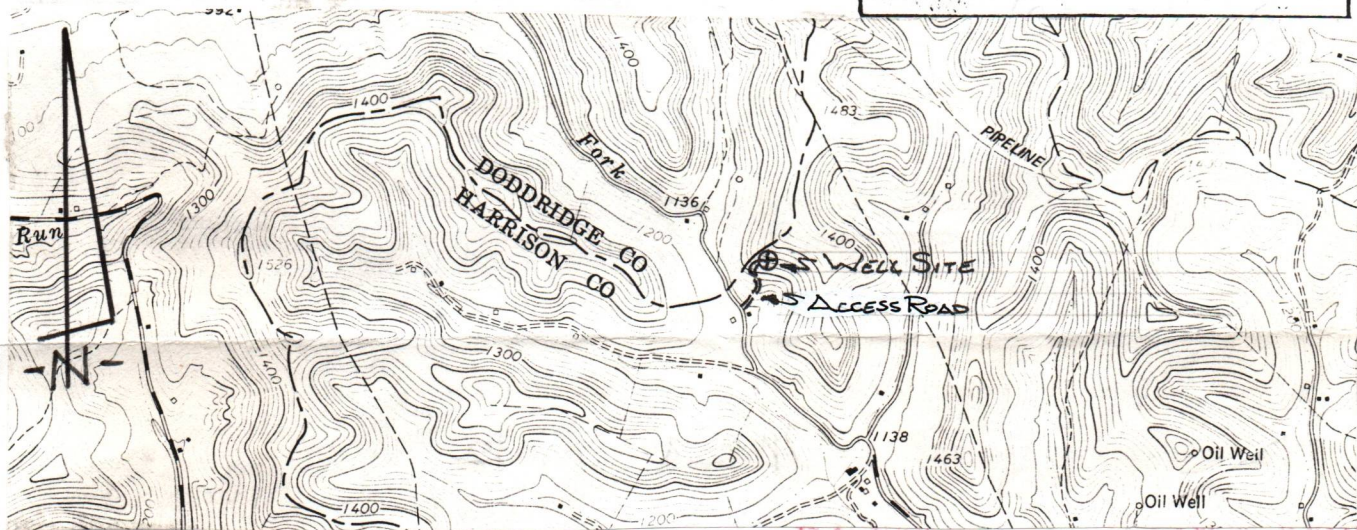 992
1400
1400
1483
PIPELINE
Fork
1300
DODDRIDGE CO
HARRISON CO
1136
Run
1200
1400
1400
1526
WELL SITE
ACCESS ROAD
-N-
1300
1400
1138
1463
Oil Well
Oil Well
1400
1200